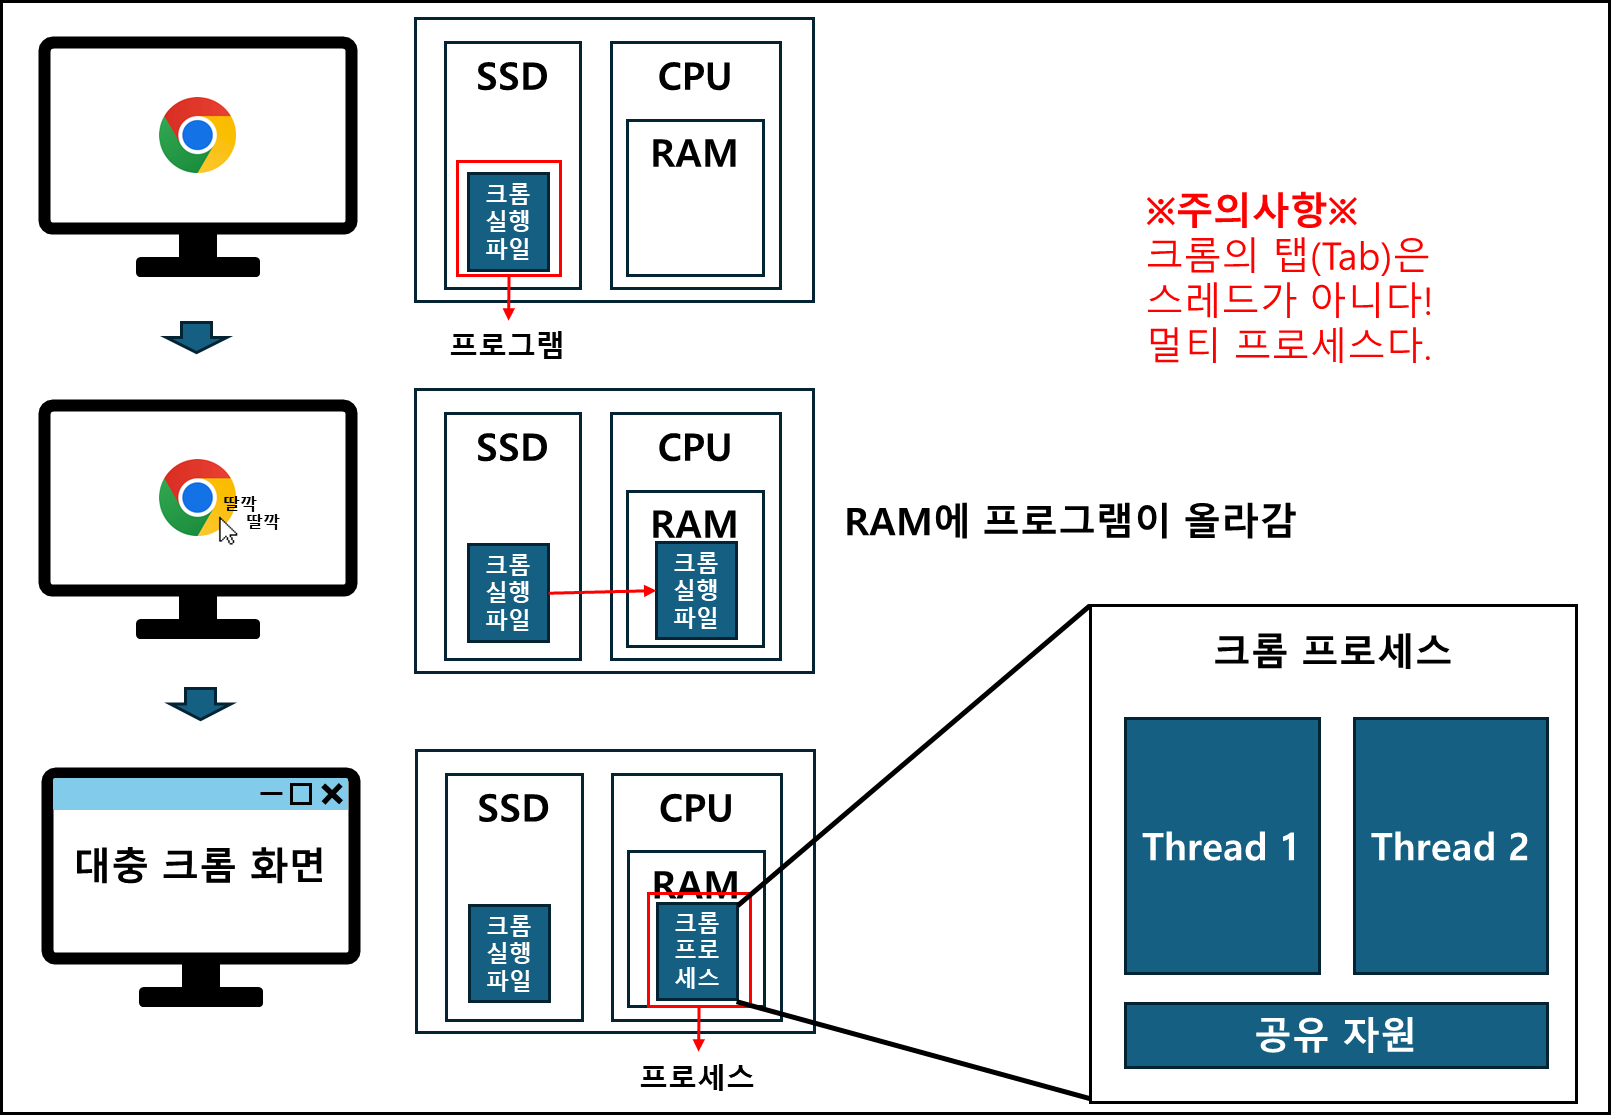 SSD
CPU
RAM
크롬
실행
파일
프로그램
※주의사항※
크롬의 탭(Tab)은
스레드가 아니다!
멀티 프로세스다.
딸깍
딸깍
SSD
CPU
RAM
크롬
실행
파일
크롬
실행
파일
RAM에 프로그램이 올라감
대충 크롬 화면
SSD
CPU
RAM
크롬
실행
파일
크롬
프로
세스
프로세스
크롬 프로세스
Thread 1
Thread 2
공유 자원